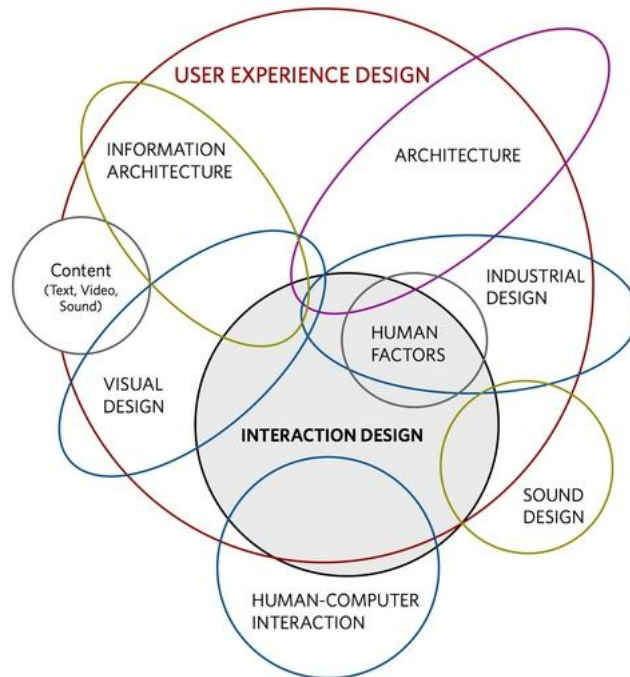 USER EXPERIENCE DESIGN
INFORMATION
ARCHITECTURE
ARCHITECTURE
Content
(Text, Video,
Sound)
INDUSTRIAL
DESIGN
HUMAN
FACTORS
VISUAL
DESIGN
INTERACTION DESIGN
SOUND
DESIGN
HUMAN-COMPUTER
INTERACTION